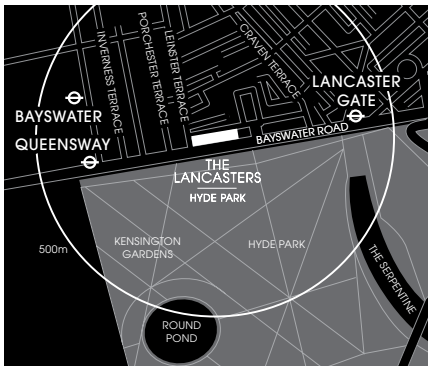 INVERNESS TERRACE
PORCHESTER TERRACE
LEINSTER TERRACE
CRAVEN TERRACE
LANCASTER
GATE
BAYSWATER
QUEENSWAY
BAYSWATER ROAD
THE
LANCASTERS
HYDE PARK
500m
KENSINGTON
GARDENS
HYDE PARK
THE SERPENTINE
ROUND
POND